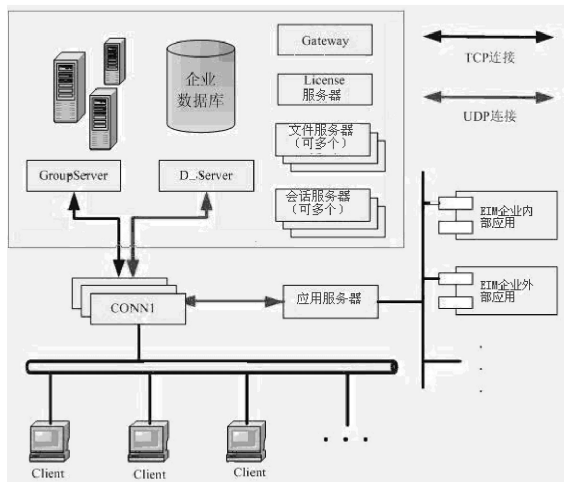 企业
数据库
Gateway
License
服务器
文件服务器
(可多个)
GroupServer
会话服务器
(可多个)
TCP连接
UDP连接
EIM企业内
部应用
EIM企业外
部应用
CONN1
应用服务器
Client
Client
Client